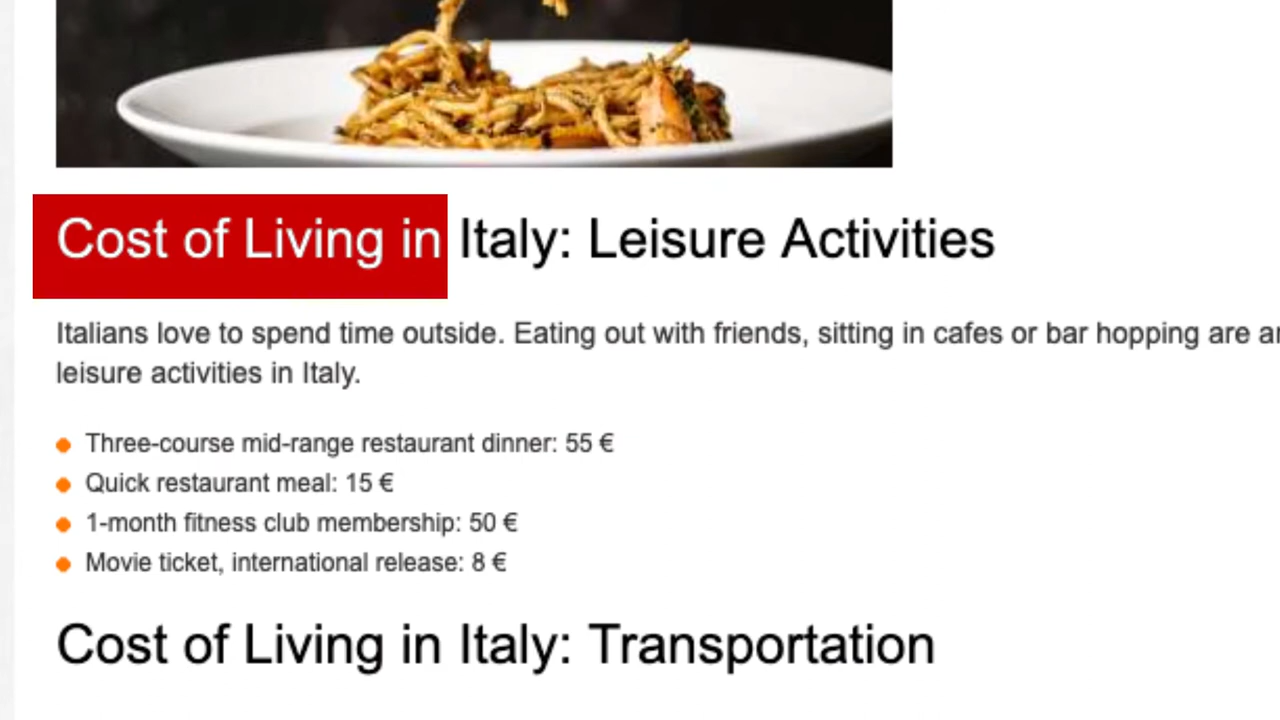 Cost of Living in Italy: Leisure Activities
Italians love to spend time outside. Eating out with friends, sitting in cafes or bar hopping are
leisure activities in Italy.
Three-course mid-range restaurant dinner: 55 €
Quick restaurant meal: 15 €
1-month fitness club membership: 50 €
Movie ticket, international release: 8 €
Cost of Living in Italy: Transportation